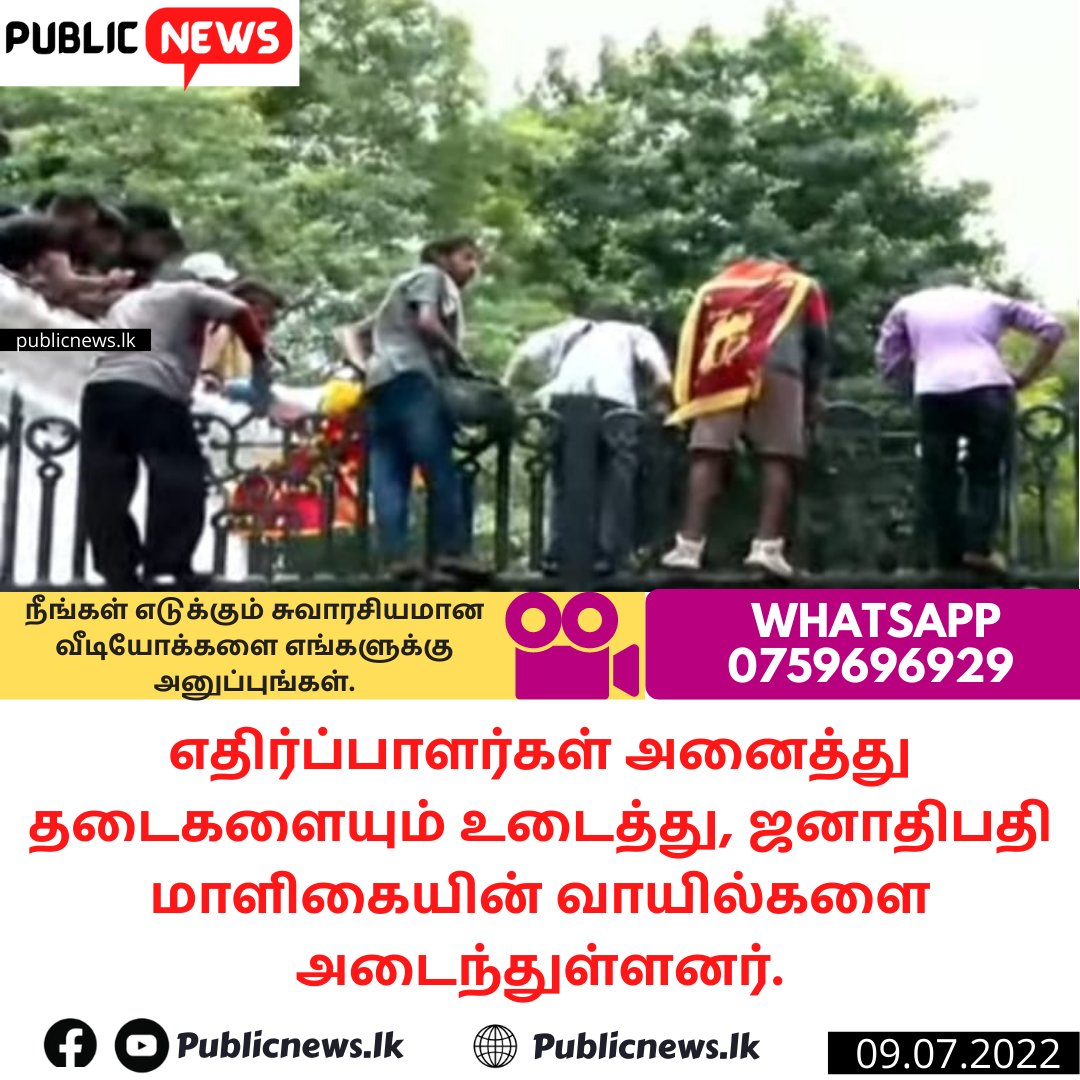 PUBLIC NEWS
publicnews.lk
நீங்கள் எடுக்கும் சுவாரசியமான
வீடியோக்களை எங்களுக்கு
அனுப்புங்கள்.
WHATSAPP
0759696929
எதிர்ப்பாளர்கள் அனைத்து
தடைகளையும் உடைத்து, ஜனாதிபதி
மாளிகையின் வாயில்களை
அடைந்துள்ளனர்.
Publicnews.lk Publicnews.lk 09.07.2022